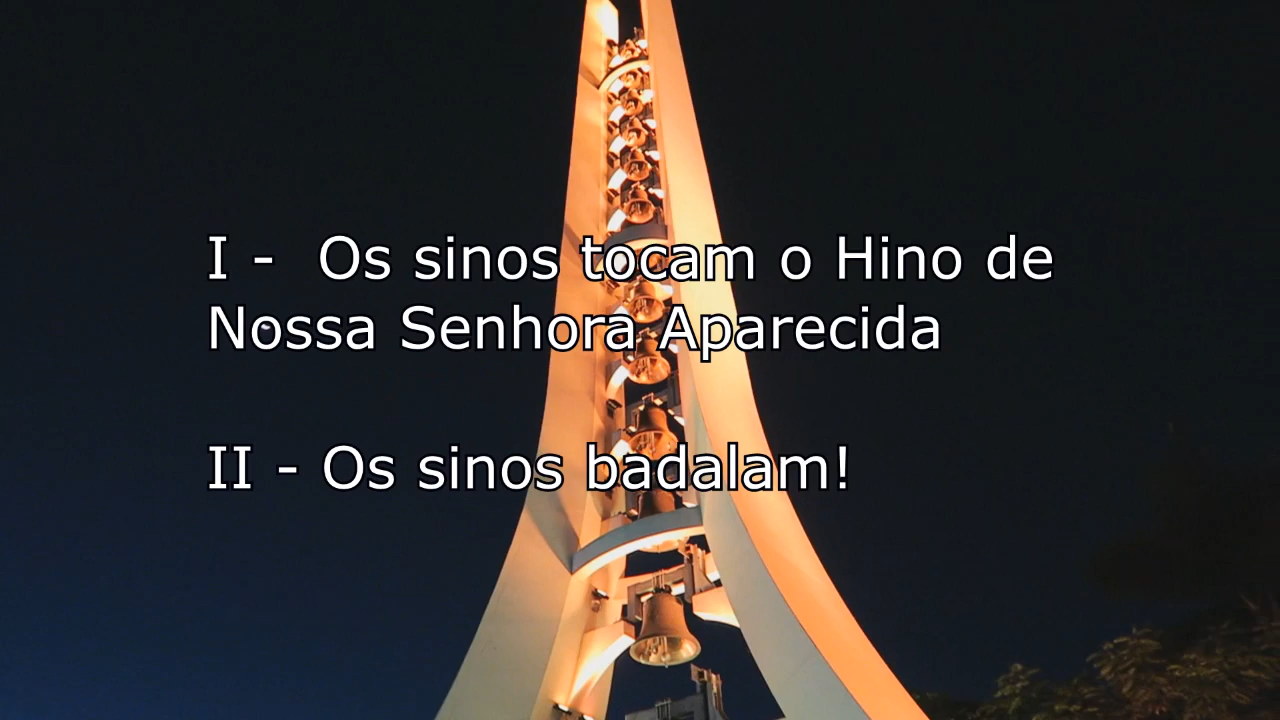 I -  Os sinos tocam o Hino de
Nossa Senhora Aparecida
II - Os sinos badalam!